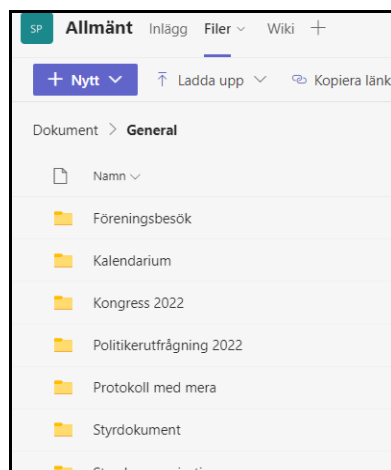 SP Allmänt Inlägg Filer Wiki
Nytt Ladda upp Kopiera länk
Dokument > General
Namn
Föreningsbesök
Kalendarium
Kongress 2022
Politikerutfrågning 2022
Protokoll med mera
Styrdokument